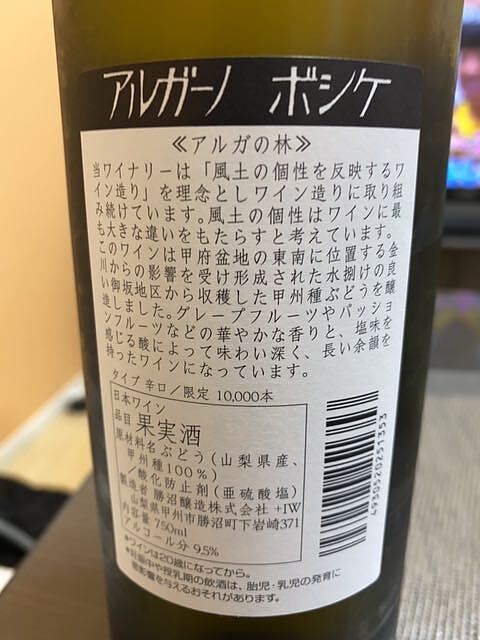 アルガーノ ボシケ
≪アルガの林≫
当ワイナリーは「風土の個性を反映するワ
イン造り」を理念としワイン造りに取り組
み続けています。風土の個性はワインに最
も大きな違いをもたらすと考えています。
このワインは甲府盆地の東南に位置する金
川からの影響を受け形成された水捌けの良
い御坂地区から収穫した甲州種ぶどうを醸
造しました。グレープフルーツやパッショ
ンフルーツなどの華やかな香りと、塩味を
感じる酸によって味わい深く、長い余韻を
持ったワインになっています。
タイプ 辛口／限定 10,000本
日本ワイン
品目 果実酒
原材料名 ぶどう(山梨県産、
甲州種100%)
／酸化防止剤(亜硫酸塩)
製造者 勝沼醸造株式会社 +IW
山梨県甲州市勝沼町下岩崎371
内容量 750ml
アルコール分 9.5%
*ワインは20歳になってから。
*妊娠中や授乳期の飲酒は、胎児・乳児の発育に
悪影響を与えるおそれがあります。
4930520251353